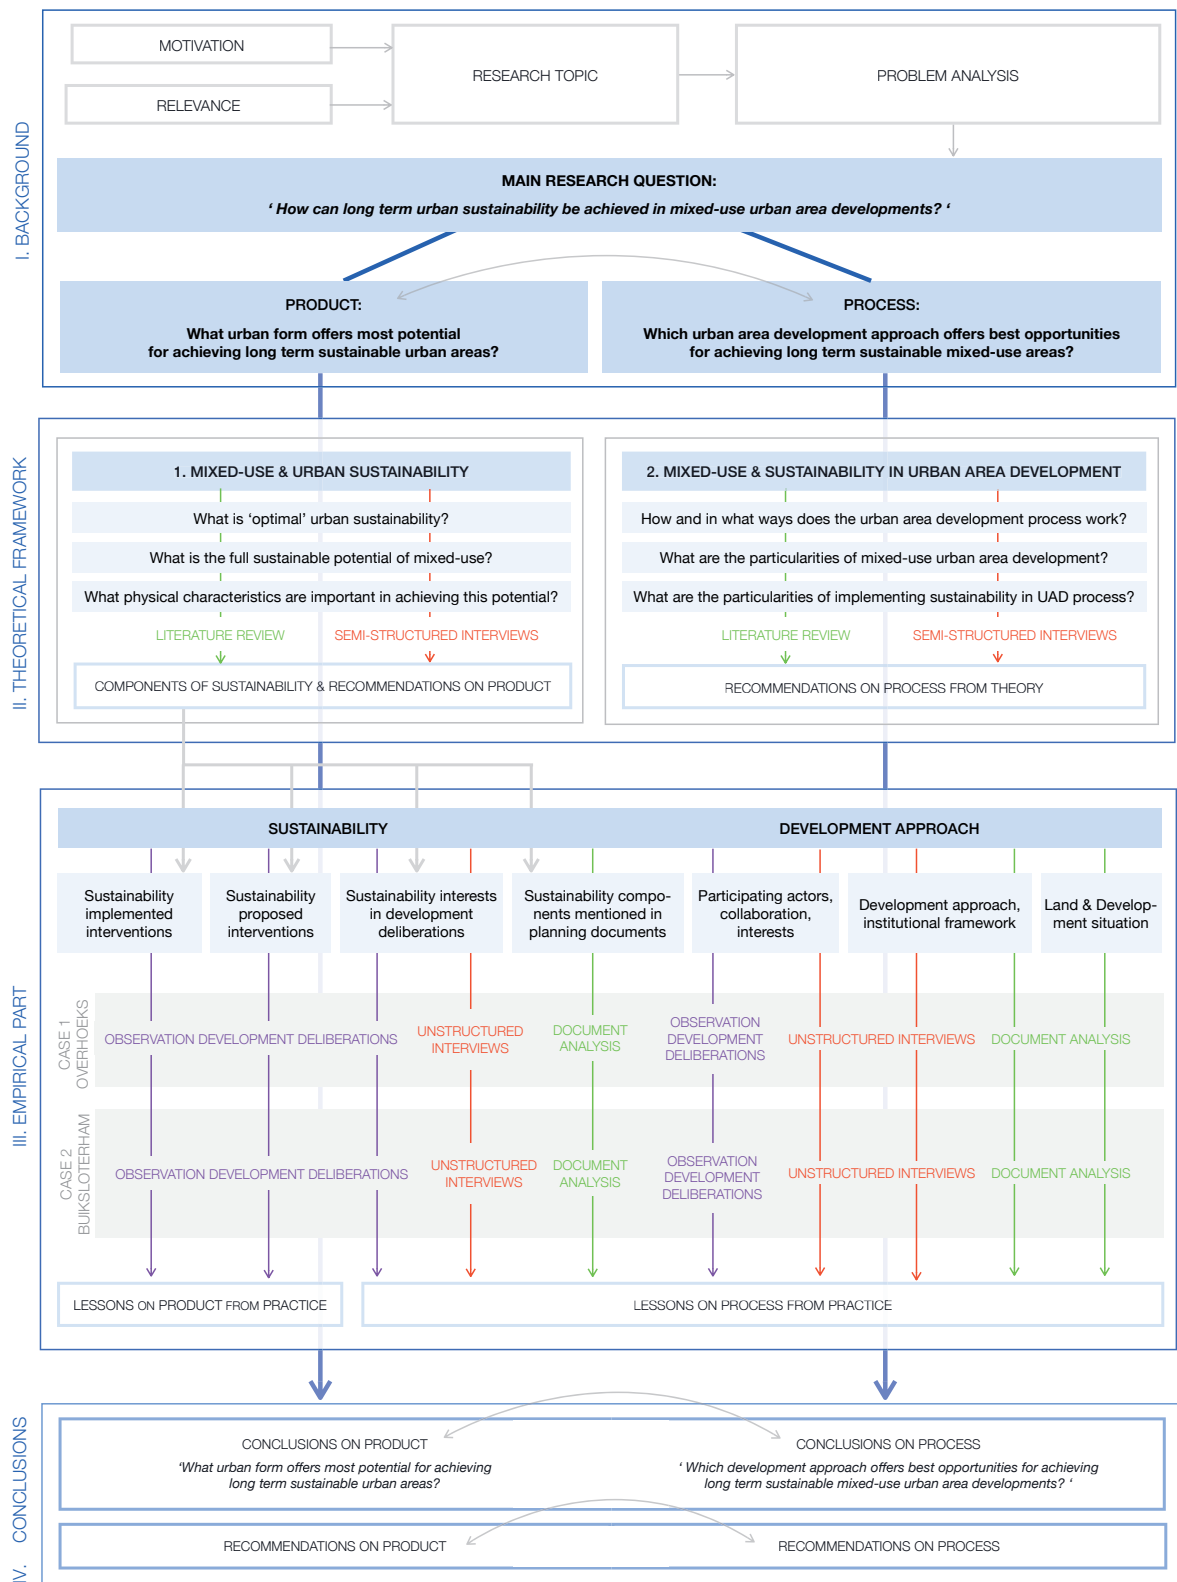 I. BACKGROUND
MOTIVATION
RELEVANCE
RESEARCH TOPIC
PROBLEM ANALYSIS
MAIN RESEARCH QUESTION:
‘ How can long term urban sustainability be achieved in mixed-use urban area developments? ‘
PRODUCT:
What urban form offers most potential
for achieving long term sustainable urban areas?
PROCESS:
Which urban area development approach offers best opportunities
for achieving long term sustainable mixed-use areas?
II. THEORETICAL FRAMEWORK
1. MIXED-USE & URBAN SUSTAINABILITY
What is ‘optimal’ urban sustainability?
What is the full sustainable potential of mixed-use?
What physical characteristics are important in achieving this potential?
LITERATURE REVIEW
SEMI-STRUCTURED INTERVIEWS
COMPONENTS OF SUSTAINABILITY & RECOMMENDATIONS ON PRODUCT
2. MIXED-USE & SUSTAINABILITY IN URBAN AREA DEVELOPMENT
How and in what ways does the urban area development process work?
What are the particularities of mixed-use urban area development?
What are the particularities of implementing sustainability in UAD process?
LITERATURE REVIEW
SEMI-STRUCTURED INTERVIEWS
RECOMMENDATIONS ON PROCESS FROM THEORY
III. EMPIRICAL PART
SUSTAINABILITY
DEVELOPMENT APPROACH
Sustainability
implemented
interventions
Sustainability
proposed
interventions
Sustainability interests
in development
deliberations
Sustainability compo-
nents mentioned in
planning documents
Participating actors,
collaboration,
interests
Development approach,
institutional framework
Land & Develop-
ment situation
CASE 1
OVERHOEKS
OBSERVATION DEVELOPMENT DELIBERATIONS
UNSTRUCTURED
INTERVIEWS
DOCUMENT
ANALYSIS
OBSERVATION
DEVELOPMENT
DELIBERATIONS
UNSTRUCTURED INTERVIEWS
DOCUMENT ANALYSIS
CASE 2
BUIKSLOTERHAM
OBSERVATION DEVELOPMENT DELIBERATIONS
UNSTRUCTURED
INTERVIEWS
DOCUMENT
ANALYSIS
OBSERVATION
DEVELOPMENT
DELIBERATIONS
UNSTRUCTURED INTERVIEWS
DOCUMENT ANALYSIS
LESSONS ON PRODUCT FROM PRACTICE
LESSONS ON PROCESS FROM PRACTICE
IV. CONCLUSIONS
CONCLUSIONS ON PRODUCT
‘What urban form offers most potential for achieving
long term sustainable urban areas?
CONCLUSIONS ON PROCESS
‘ Which development approach offers best opportunities for achieving
long term sustainable mixed-use urban area developments? ‘
RECOMMENDATIONS ON PRODUCT
RECOMMENDATIONS ON PROCESS